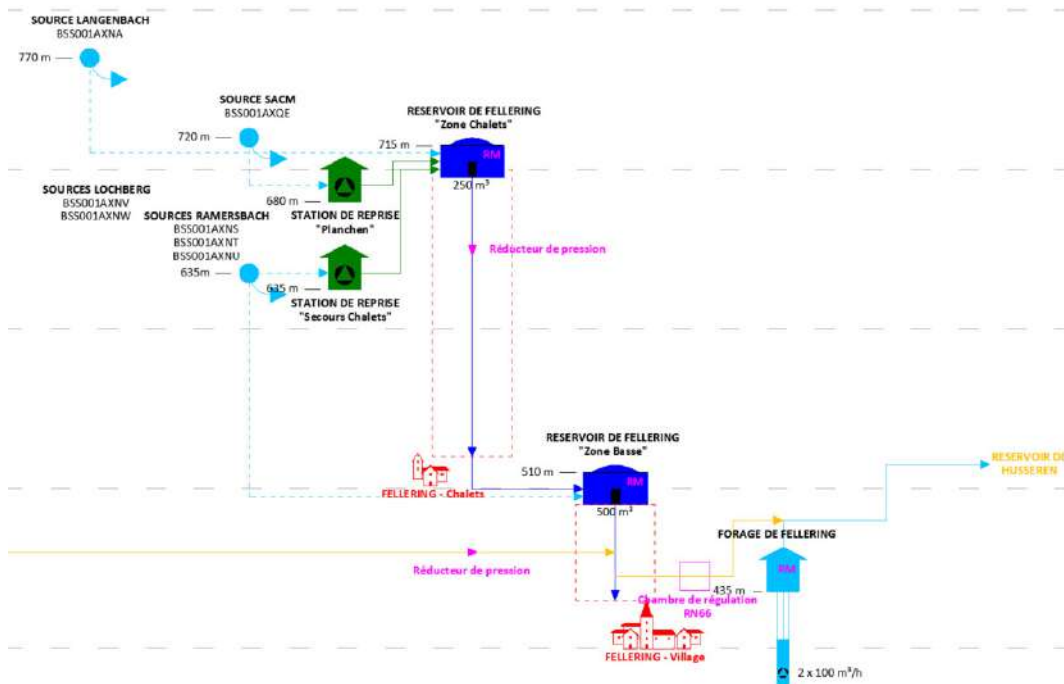 SOURCE LANGENBACH
BSS001AXNA
770 m
SOURCE SACM
BSS001AXQE
720 m
RESERVOIR DE FELLERING
"Zone Chalets"
715 m
RM
250 m³
SOURCES LOCHBERG
BSS001AXNV
BSS001AXNW
680 m
STATION DE REPRISE
"Planchen"
SOURCES RAMERSBACH
BSS001AXNS
BSS001AXNT
BSS001AXNU
635m
Réducteur de pression
635 m
STATION DE REPRISE
"Secours Chalets"
RESERVOIR DE FELLERING
"Zone Basse"
510 m
RM
500 m³
FELLERING - Chalets
RESERVOIR DE
HUSSEREN
FORAGE DE FELLERING
RM
435 m
Réducteur de pression
Chambre de régulation
RN66
FELLERING - Village
2 x 100 m³/h